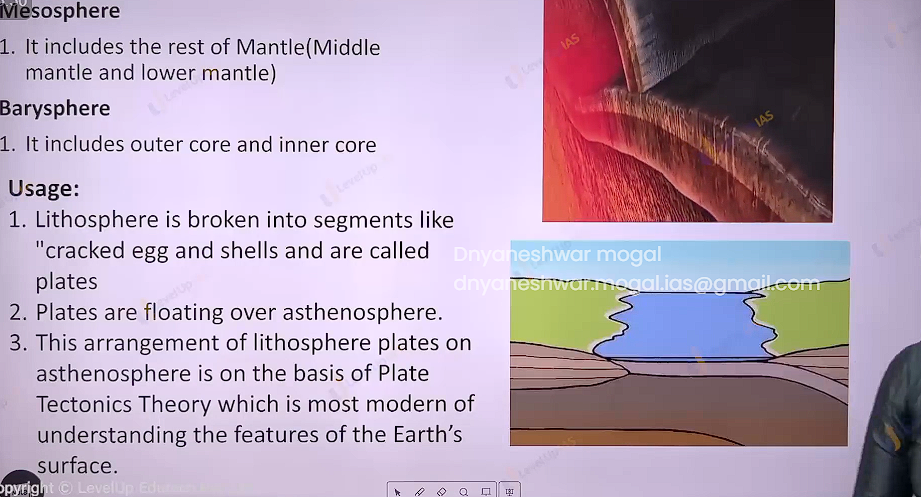 Mesosphere
1. It includes the rest of Mantle(Middle
mantle and lower mantle)
Barysphere
1. It includes outer core and inner core
Usage:
1. Lithosphere is broken into segments like
"cracked egg and shells and are called
plates
2. Plates are floating over asthenosphere.
3. This arrangement of lithosphere plates on
asthenosphere is on the basis of Plate
Tectonics Theory which is most modern of
understanding the features of the Earth's
surface.
IAS
IAS
Dnyaneshwar mogal
dnyaneshwar.mogal.ias@gmail.com
LevelUp